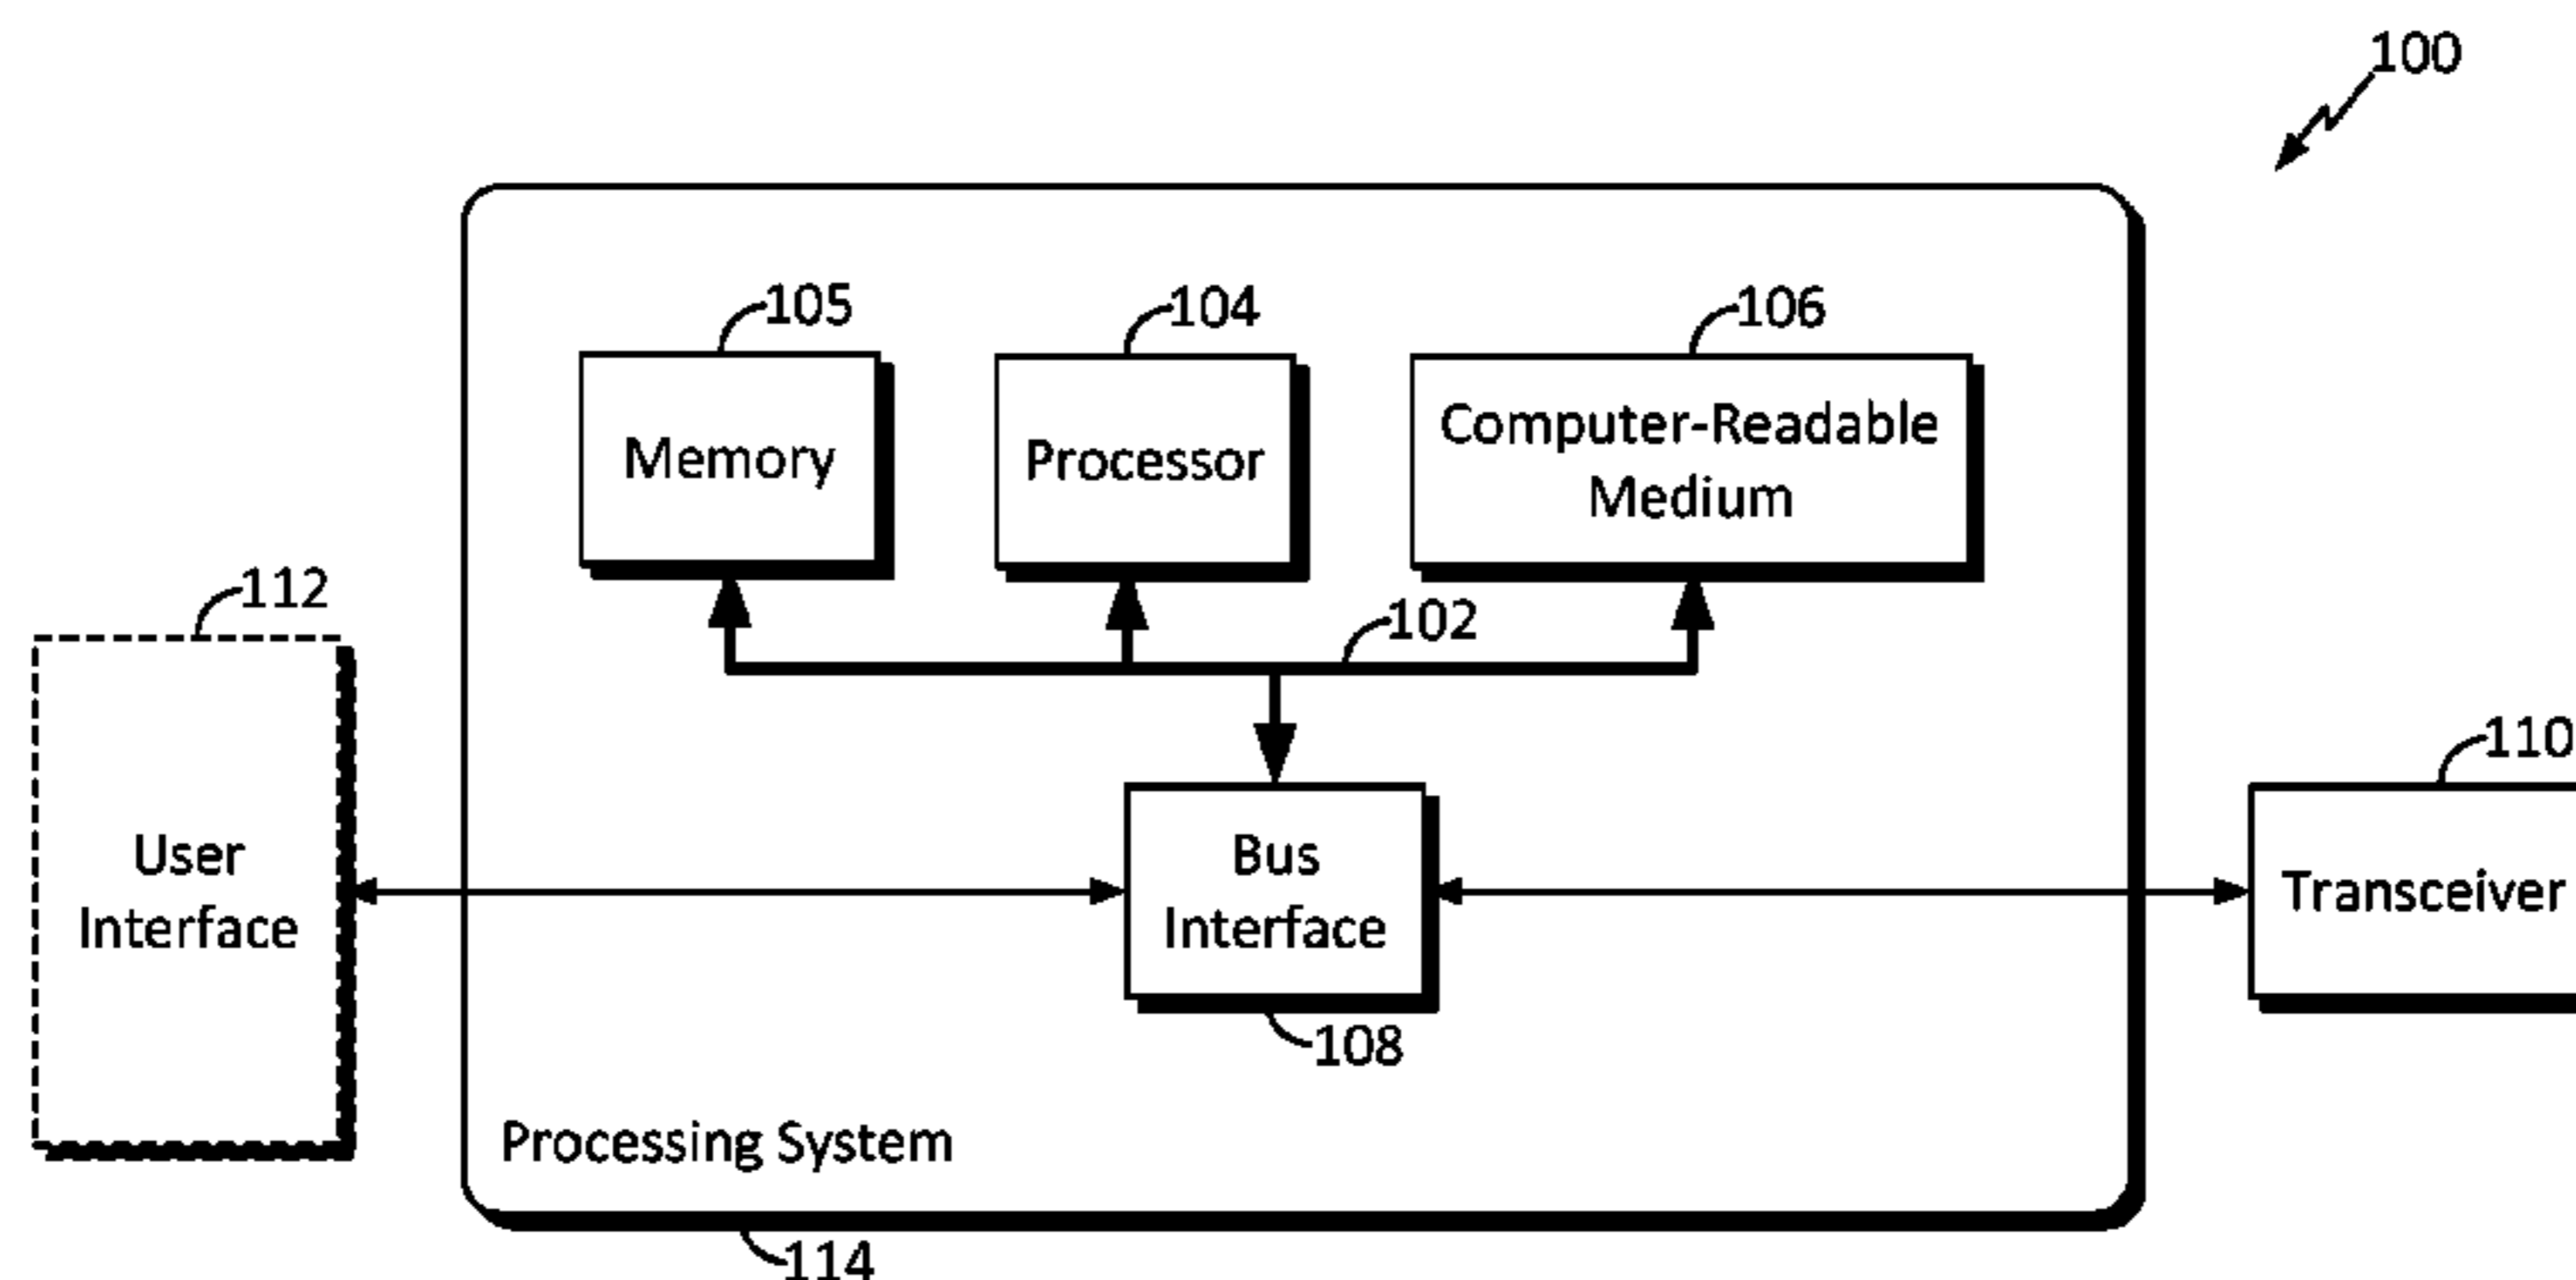 100
105
104
106
Memory
Processor
Computer-Readable
Medium
112
102
110
User
Interface
Bus
Interface
Transceiver
108
Processing System
114